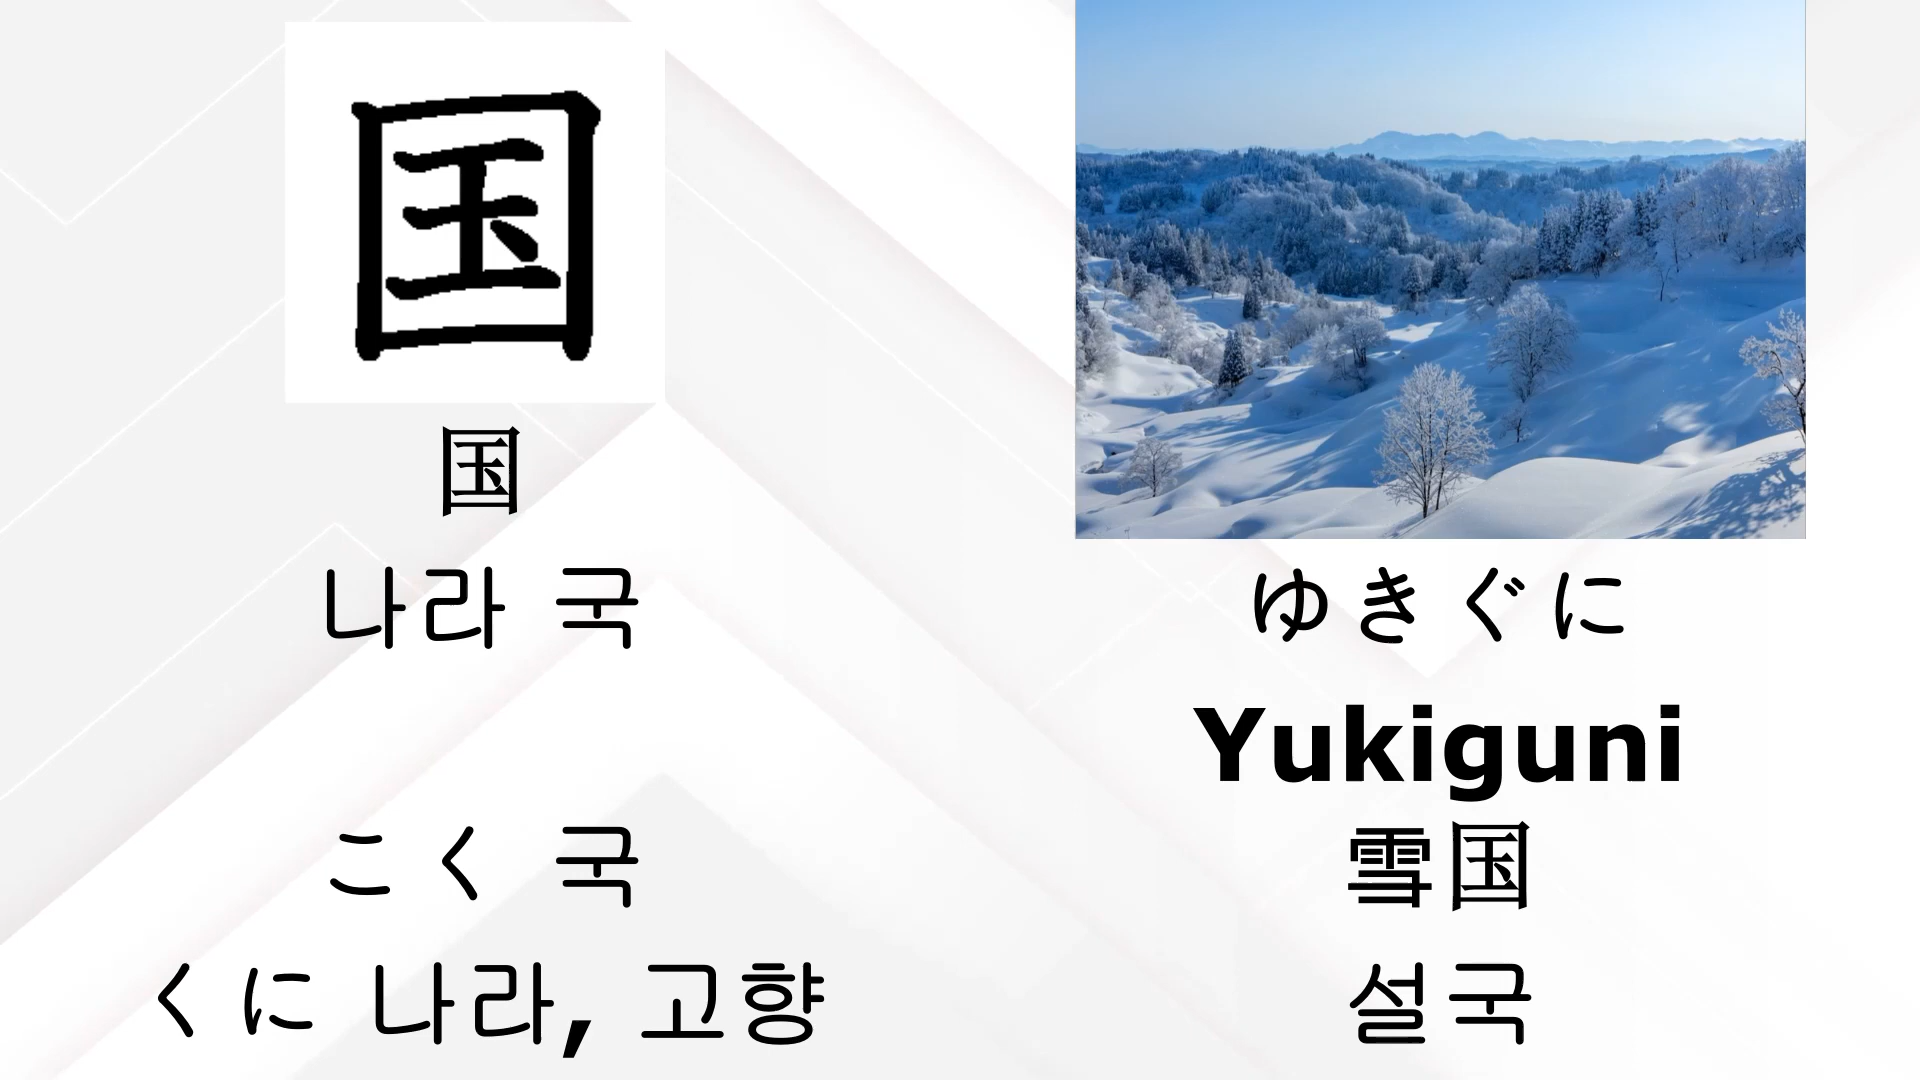 国
国
나라 국
こく 국
くに 나라, 고향
ゆきぐに
Yukiguni
雪国
설국